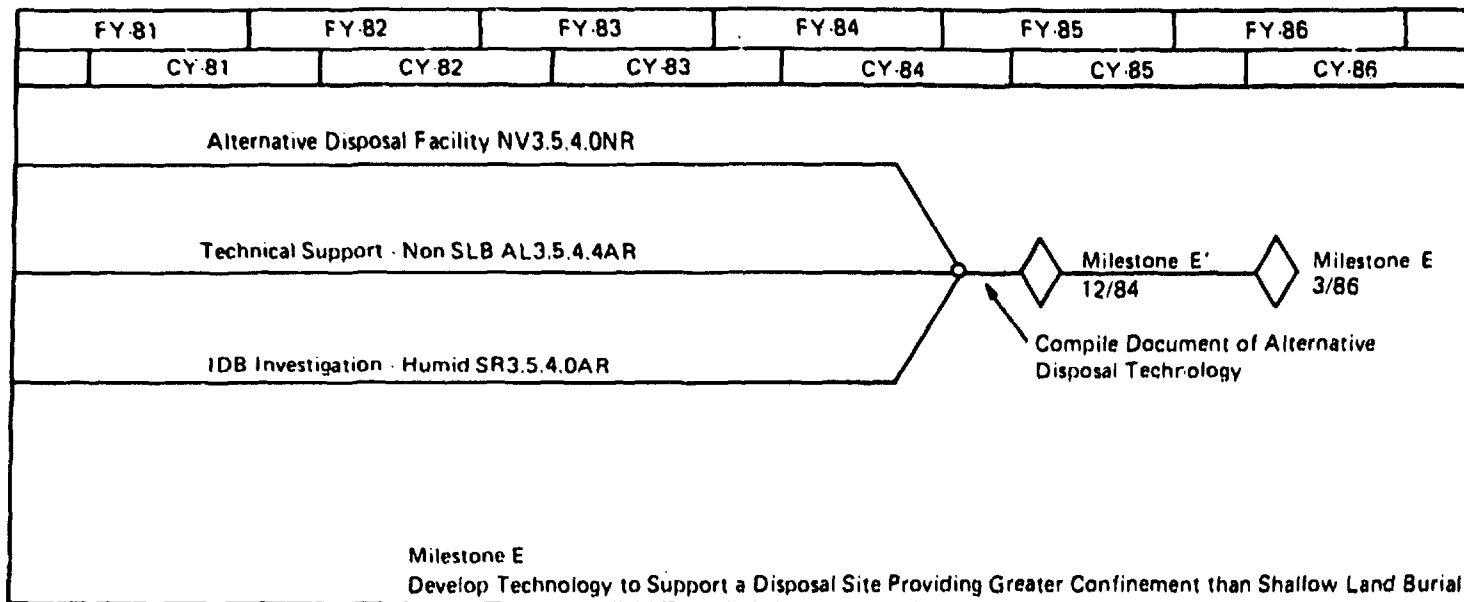 FY-81 FY-82 FY-83 FY-84 FY-85 FY-86
CY-81 CY-82 CY-83 CY-84 CY-85 CY-86
Alternative Disposal Facility NV3.5.4.0NR
Technical Support - Non SLB AL3.5.4.4AR
Milestone E'
12/84
Milestone E
3/86
Compile Document of Alternative
Disposal Technology
IDB Investigation - Humid SR3.5.4.0AR
Milestone E
Develop Technology to Support a Disposal Site Providing Greater Confinement than Shallow Land Burial